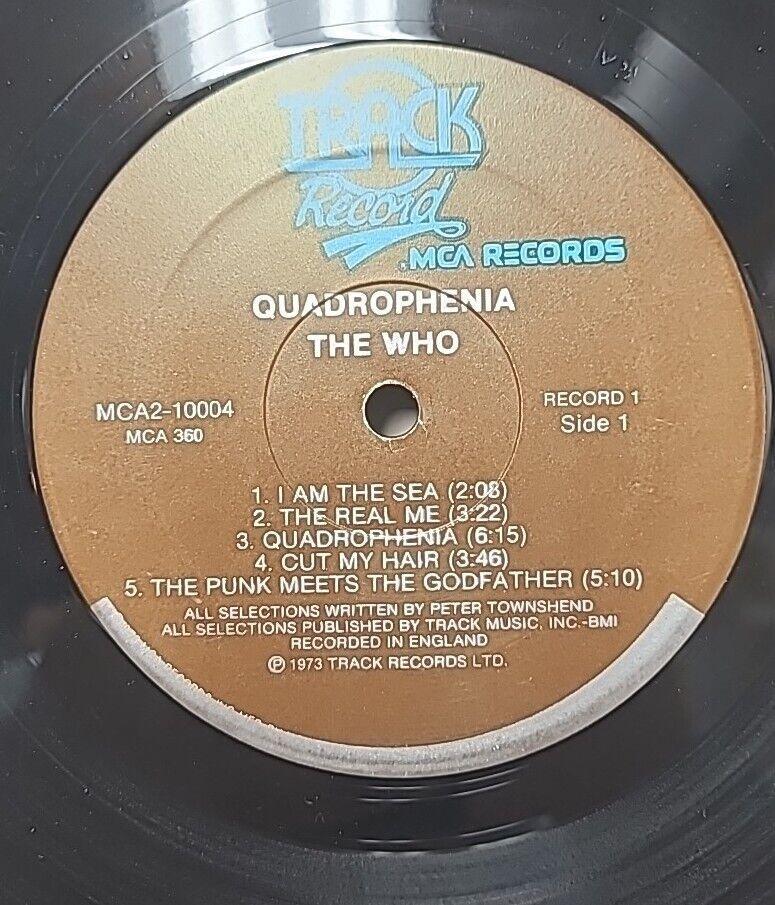 TRACK
Record
MCA RECORDS
QUADROPHENIA
THE WHO
MCA2-10004
MCA 360
RECORD 1
Side 1
1. I AM THE SEA (2:08)
2. THE REAL ME (3:22)
3. QUADROPHENIA (6:15)
4. CUT MY HAIR (3:46)
5. THE PUNK MEETS THE GODFATHER (5:10)
ALL SELECTIONS WRITTEN BY PETER TOWNSHEND
ALL SELECTIONS PUBLISHED BY TRACK MUSIC, INC.-BMI
RECORDED IN ENGLAND
℗ 1973 TRACK RECORDS LTD.